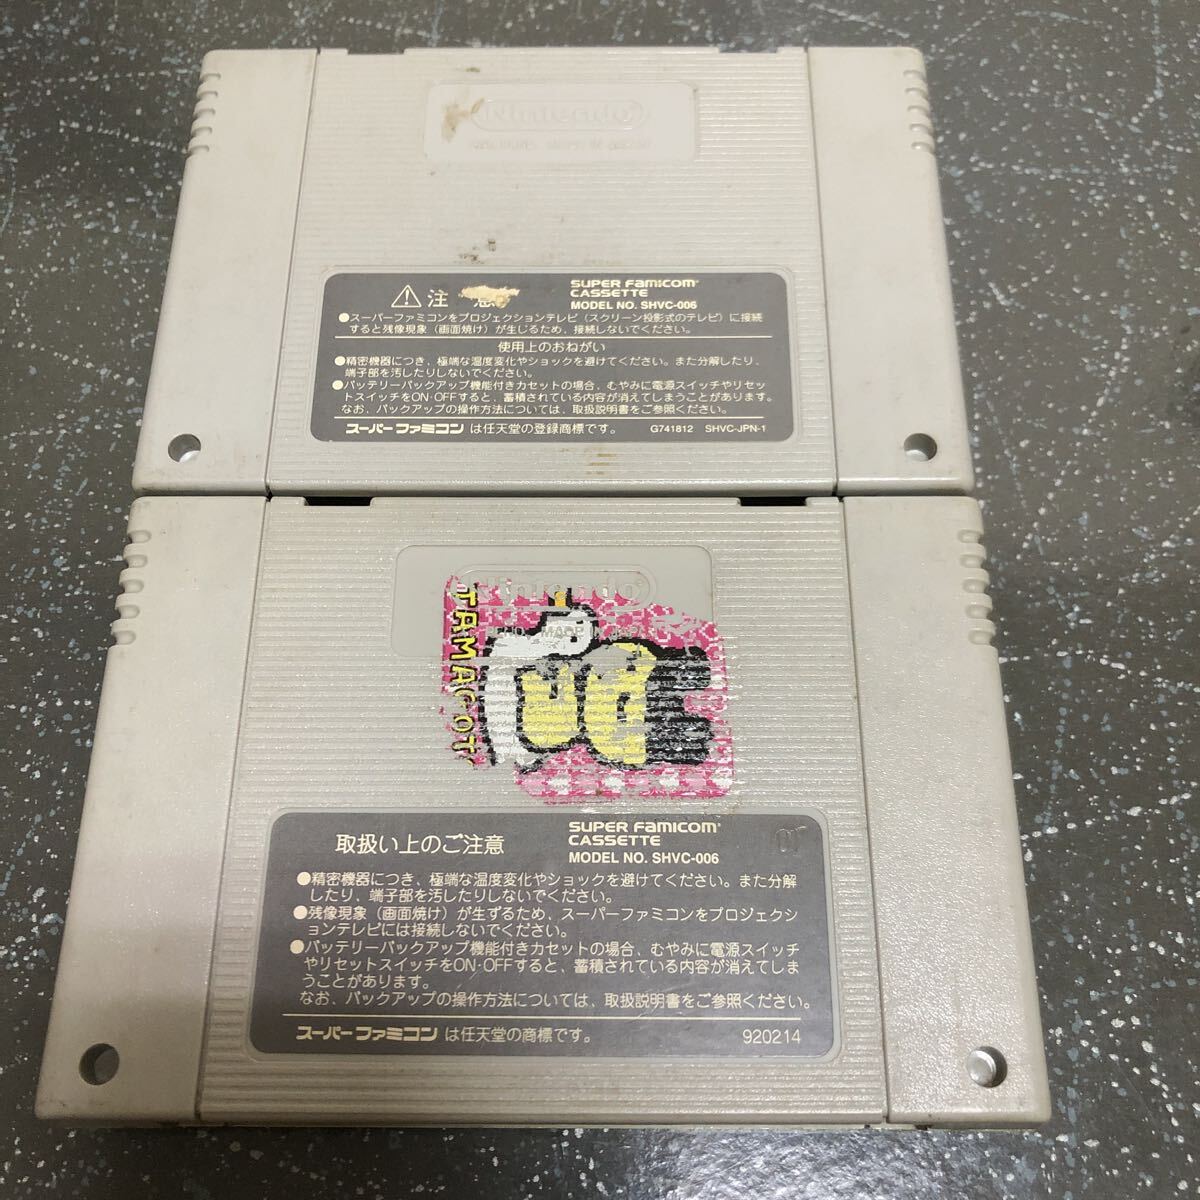 Nintendo
⚠注 意
SUPER FAMICOM
CASSETTE
MODEL NO. SHVC-006
●スーパーファミコンをプロジェクションテレビ（スクリーン投影式のテレビ）に接続
すると残像現象（画面焼け）が生じるため、接続しないでください。
使用上のおねがい
●精密機器につき、極端な温度変化やショックを避けてください。また分解したり、
端子部を汚したりしないでください。
●バッテリーバックアップ機能付きカセットの場合、むやみに電源スイッチやリセッ
トスイッチをON・OFFすると、蓄積されている内容が消えてしまうことがあります。
なお、バックアップの操作方法については、取扱説明書をご参照ください。
スーパーファミコン は任天堂の登録商標です。 G741812 SHVC-JPN-1
Nintendo
TAMAGOT
取扱い上のご注意
SUPER FAMICOM
CASSETTE
MODEL NO. SHVC-006
●精密機器につき、極端な温度変化やショックを避けてください。また分解
したり、端子部を汚したりしないでください。
●残像現象（画面焼け）が生ずるため、スーパーファミコンをプロジェクシ
ョンテレビには接続しないでください。
●バッテリーバックアップ機能付きカセットの場合、むやみに電源スイッチ
やリセットスイッチをON・OFFすると、蓄積されている内容が消えてしま
うことがあります。
なお、バックアップの操作方法については、取扱説明書をご参照ください。
スーパーファミコン は任天堂の商標です。 920214